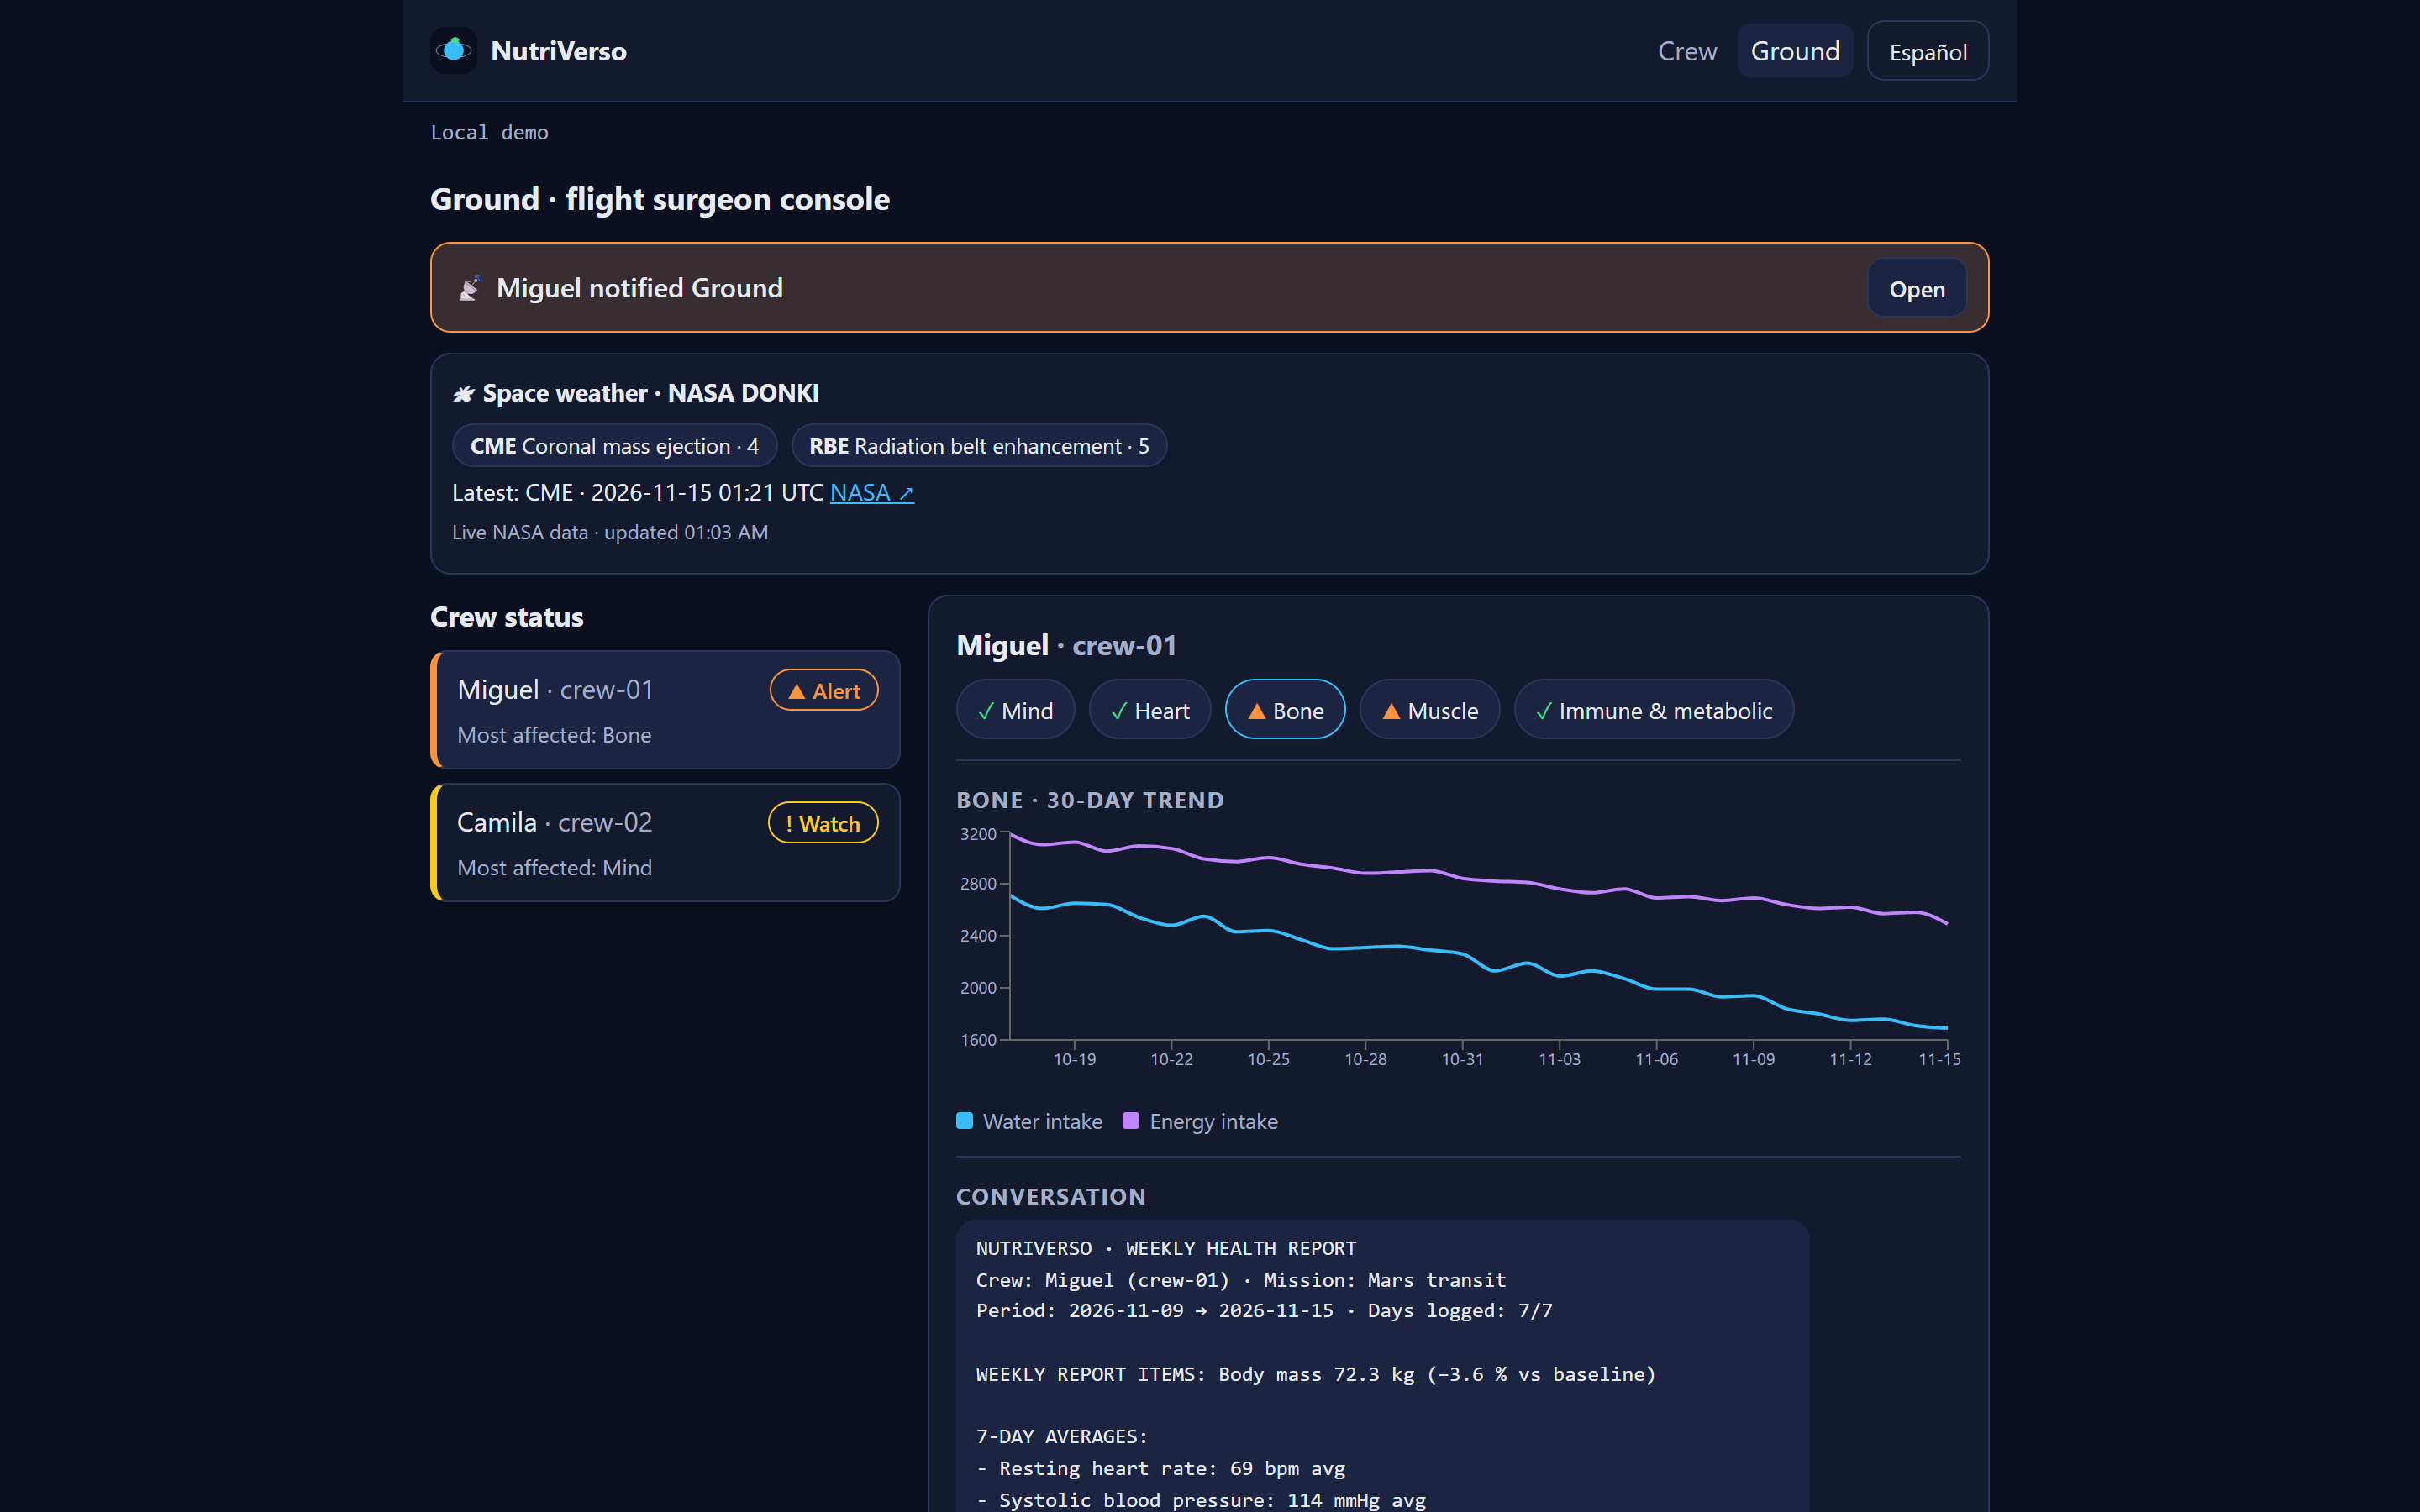 NutriVerso
Crew
Ground
Español
Local demo
Ground · flight surgeon console
Miguel notified Ground
Open
Space weather · NASA DONKI
CME Coronal mass ejection · 4
RBE Radiation belt enhancement · 5
Latest: CME · 2026-11-15 01:21 UTC NASA ↗
Live NASA data · updated 01:03 AM
Crew status
Miguel · crew-01
▲ Alert
Most affected: Bone
Camila · crew-02
! Watch
Most affected: Mind
Miguel · crew-01
✓ Mind
✓ Heart
▲ Bone
▲ Muscle
✓ Immune & metabolic
BONE · 30-DAY TREND
3200
2800
2400
2000
1600
10-19
10-22
10-25
10-28
10-31
11-03
11-06
11-09
11-12
11-15
Water intake
Energy intake
CONVERSATION
NUTRIVERSO · WEEKLY HEALTH REPORT
Crew: Miguel (crew-01) · Mission: Mars transit
Period: 2026-11-09 → 2026-11-15 · Days logged: 7/7
WEEKLY REPORT ITEMS: Body mass 72.3 kg (−3.6 % vs baseline)
7-DAY AVERAGES:
- Resting heart rate: 69 bpm avg
- Systolic blood pressure: 114 mmHg avg